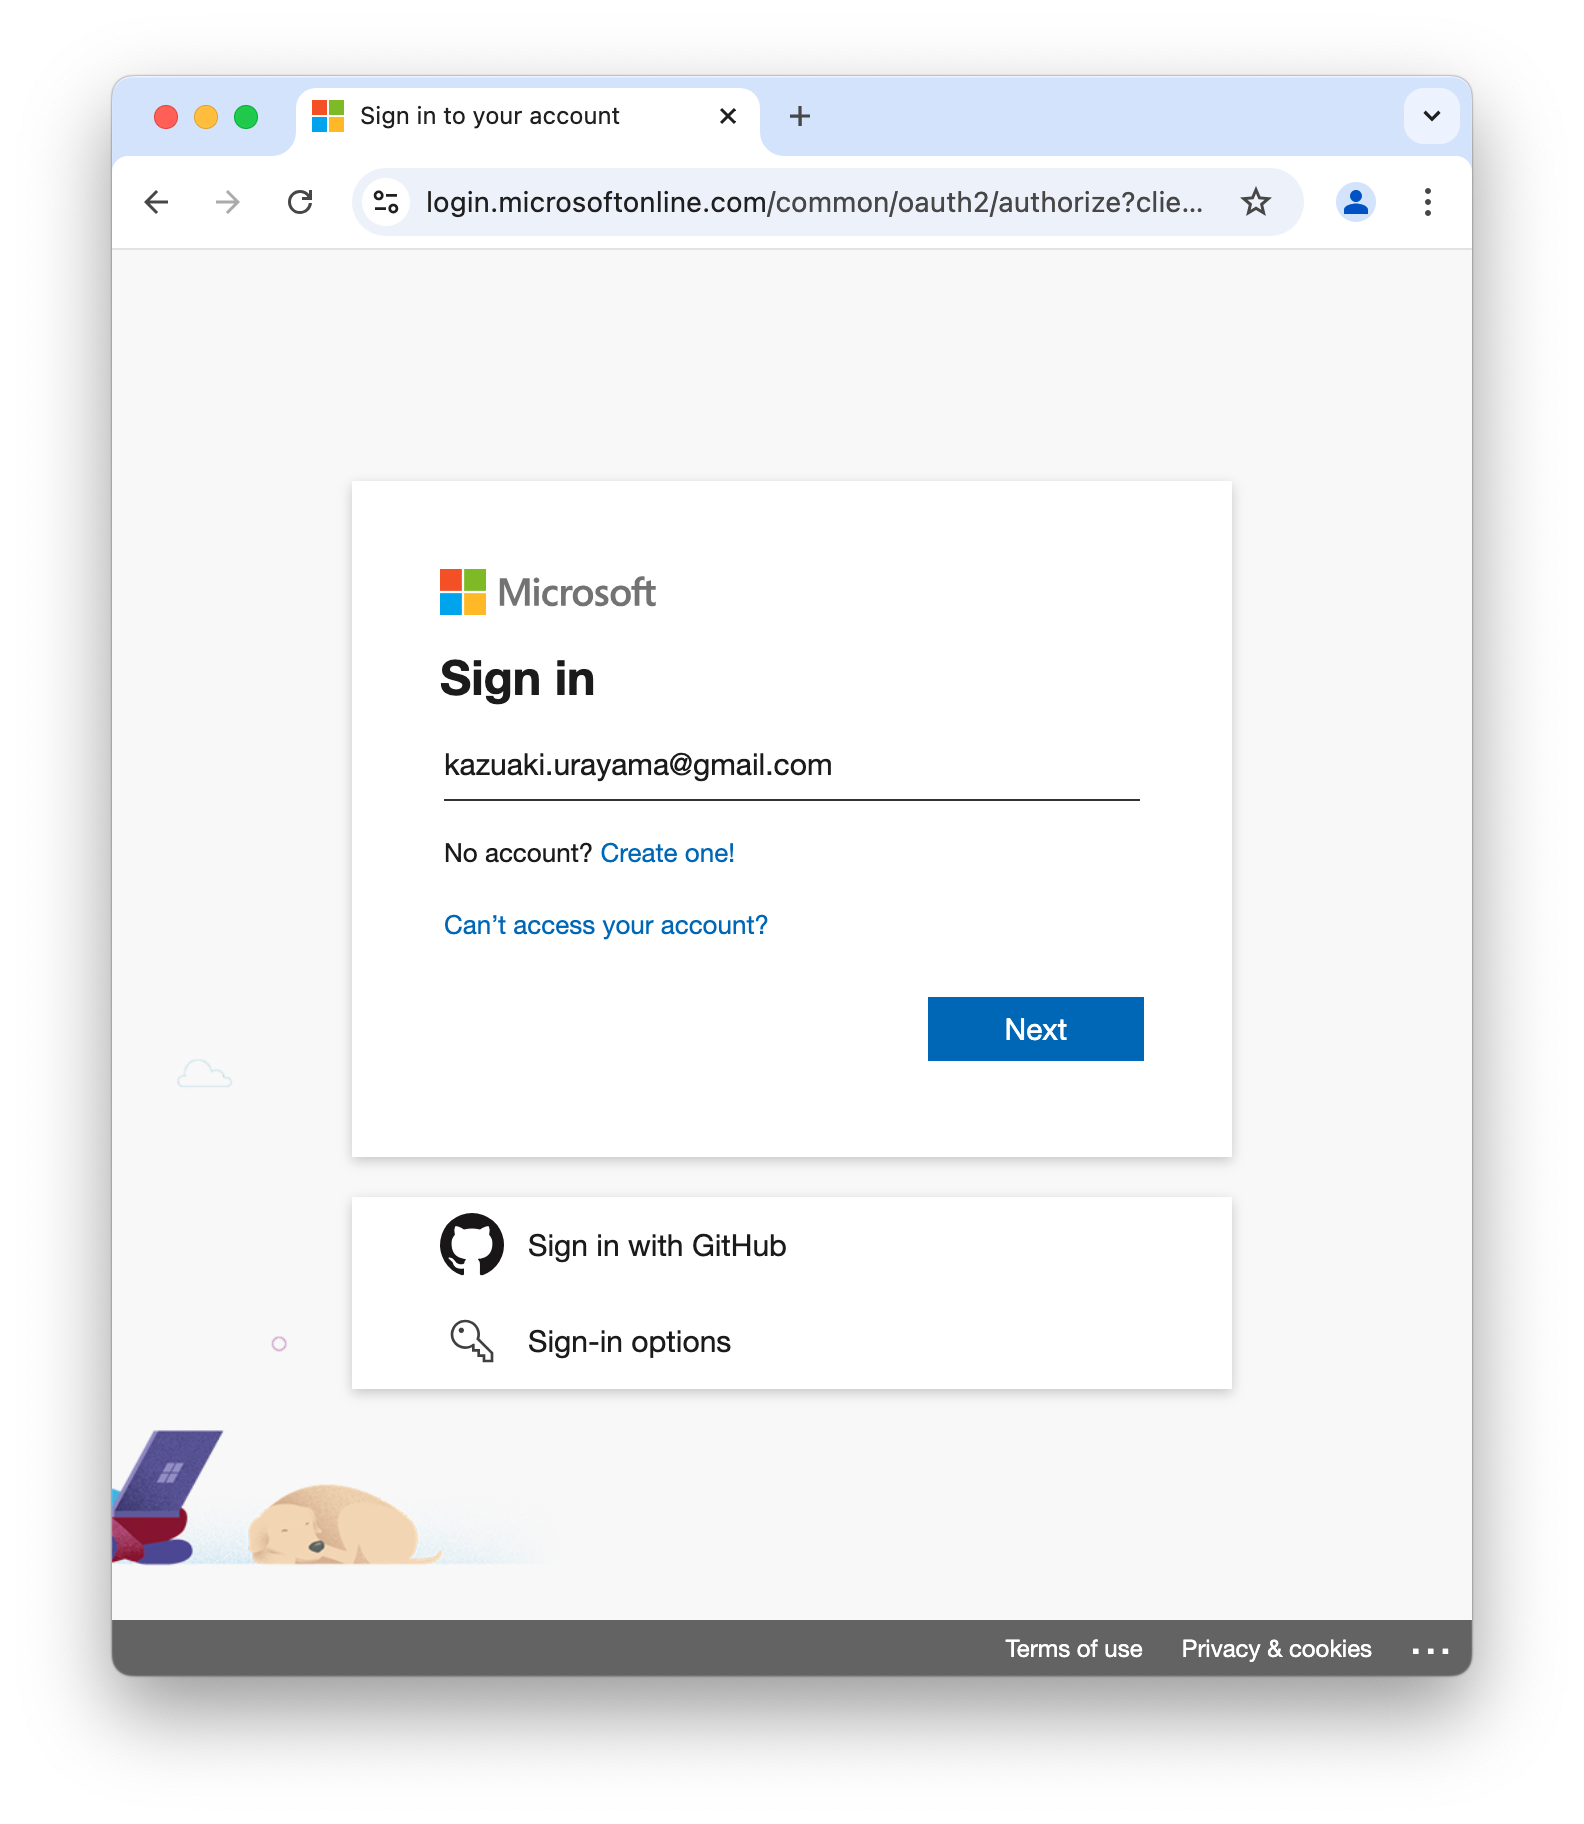 Sign in to your account
login.microsoftonline.com/common/oauth2/authorize?clie...
Microsoft
Sign in
kazuaki.urayama@gmail.com
No account? Create one!
Can’t access your account?
Next
Sign in with GitHub
Sign-in options
Terms of use Privacy & cookies ...